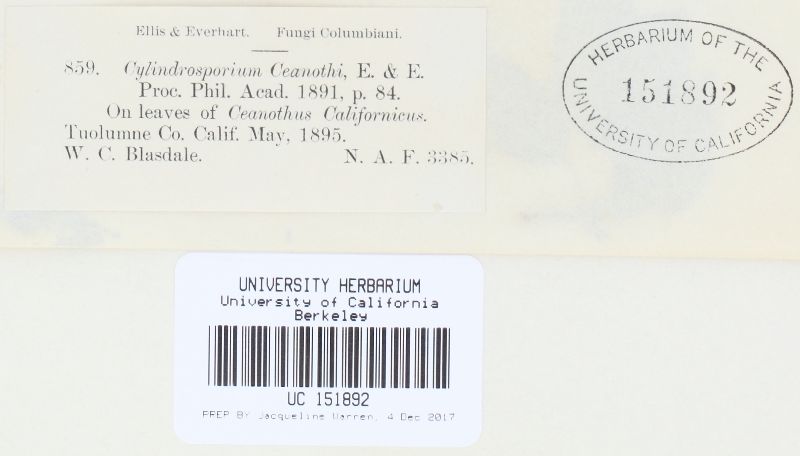 Ellis & Everhart. Fungi Columbiani.
859. Cylindrosporium Ceanothi, E. & E.
Proc. Phil. Acad. 1891, p. 84.
On leaves of Ceanothus Californicus.
Tuolumne Co. Calif. May, 1895.
W. C. Blasdale. N. A. F. 3385.
HERBARIUM OF THE
151892
UNIVERSITY OF CALIFORNIA
UNIVERSITY HERBARIUM
University of California
Berkeley
UC 151892
PREP BY Jacqueline Warren, 4 Dec 2017